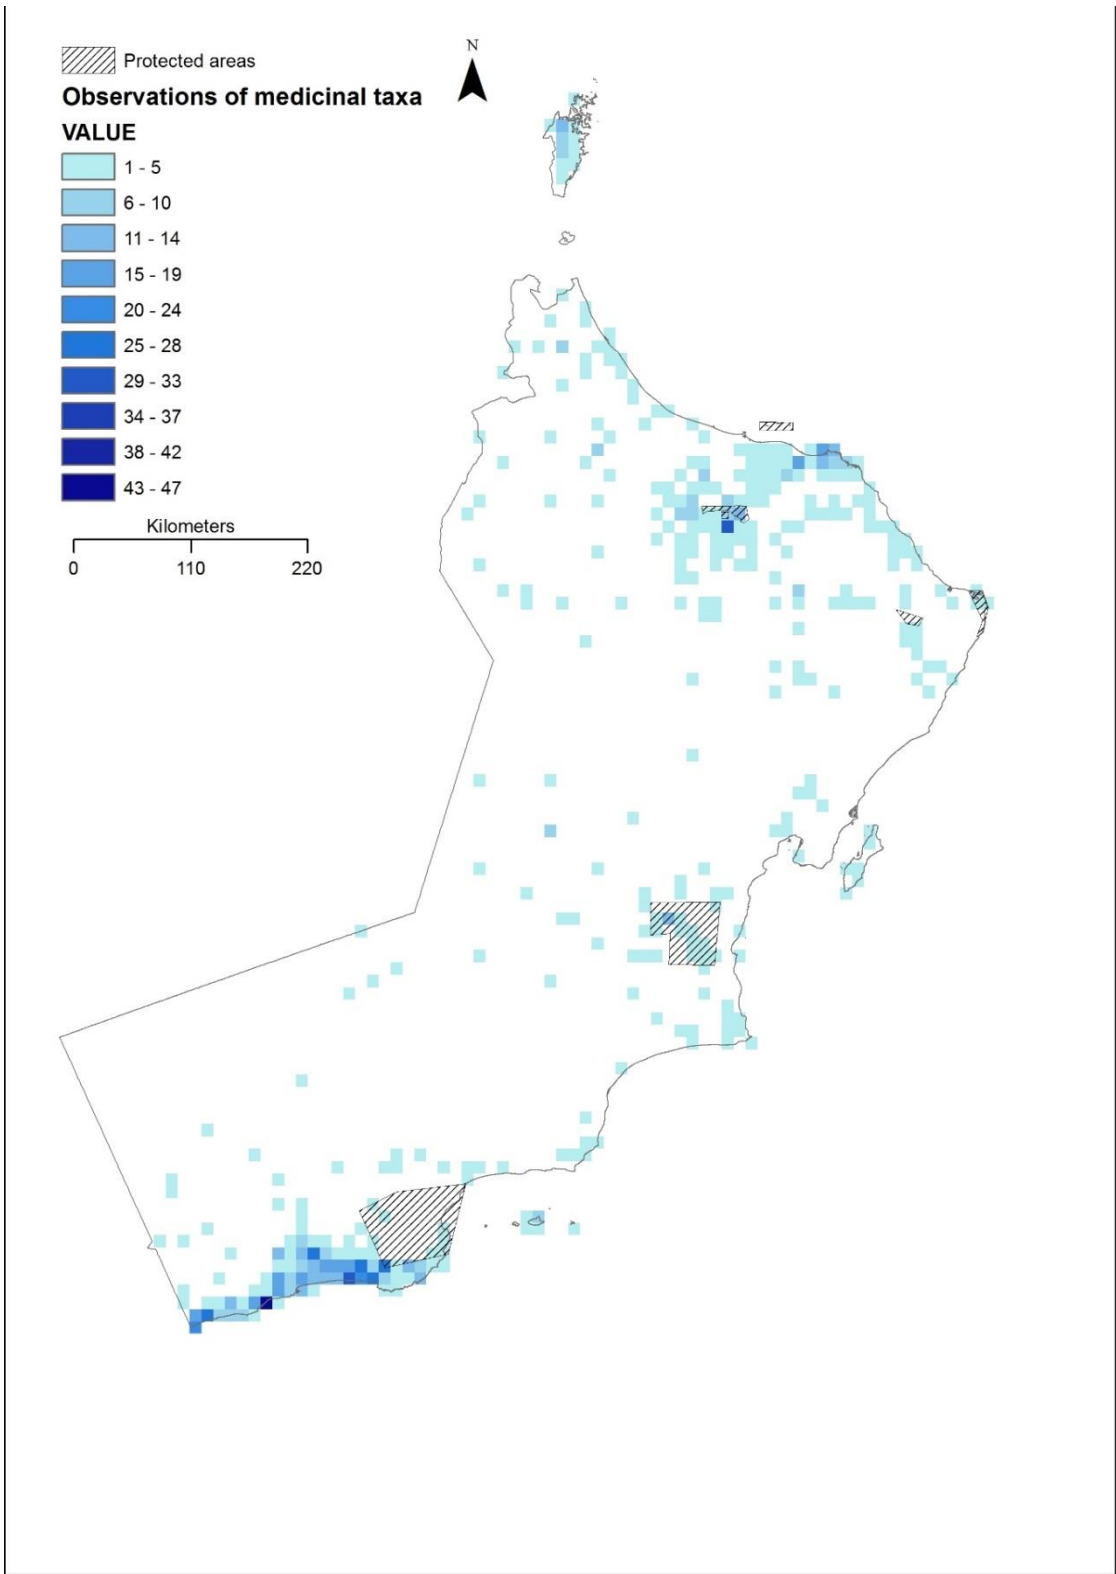 N
Protected areas
Observations of medicinal taxa
VALUE
1 - 5
6 - 10
11 - 14
15 - 19
20 - 24
25 - 28
29 - 33
34 - 37
38 - 42
43 - 47
Kilometers
0 110 220